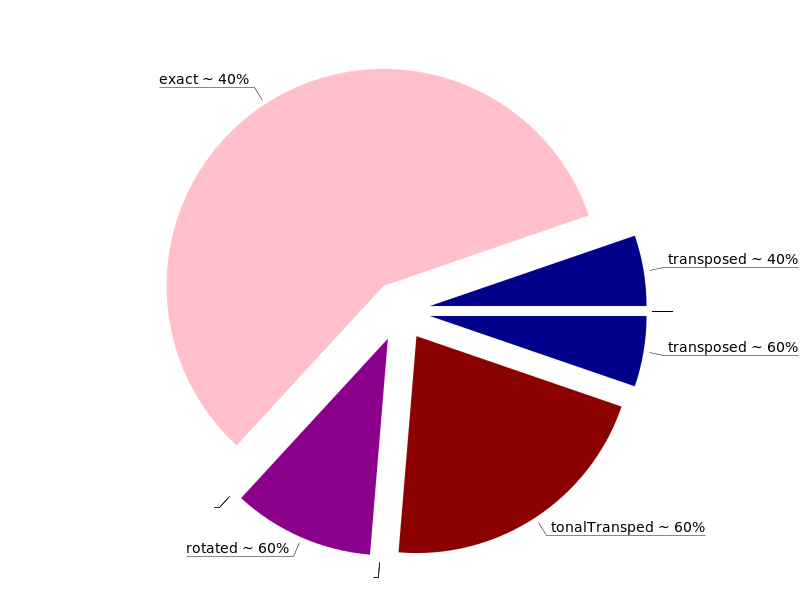 exact ~ 40%
transposed ~ 40%
transposed ~ 60%
tonalTransped ~ 60%
rotated ~ 60%